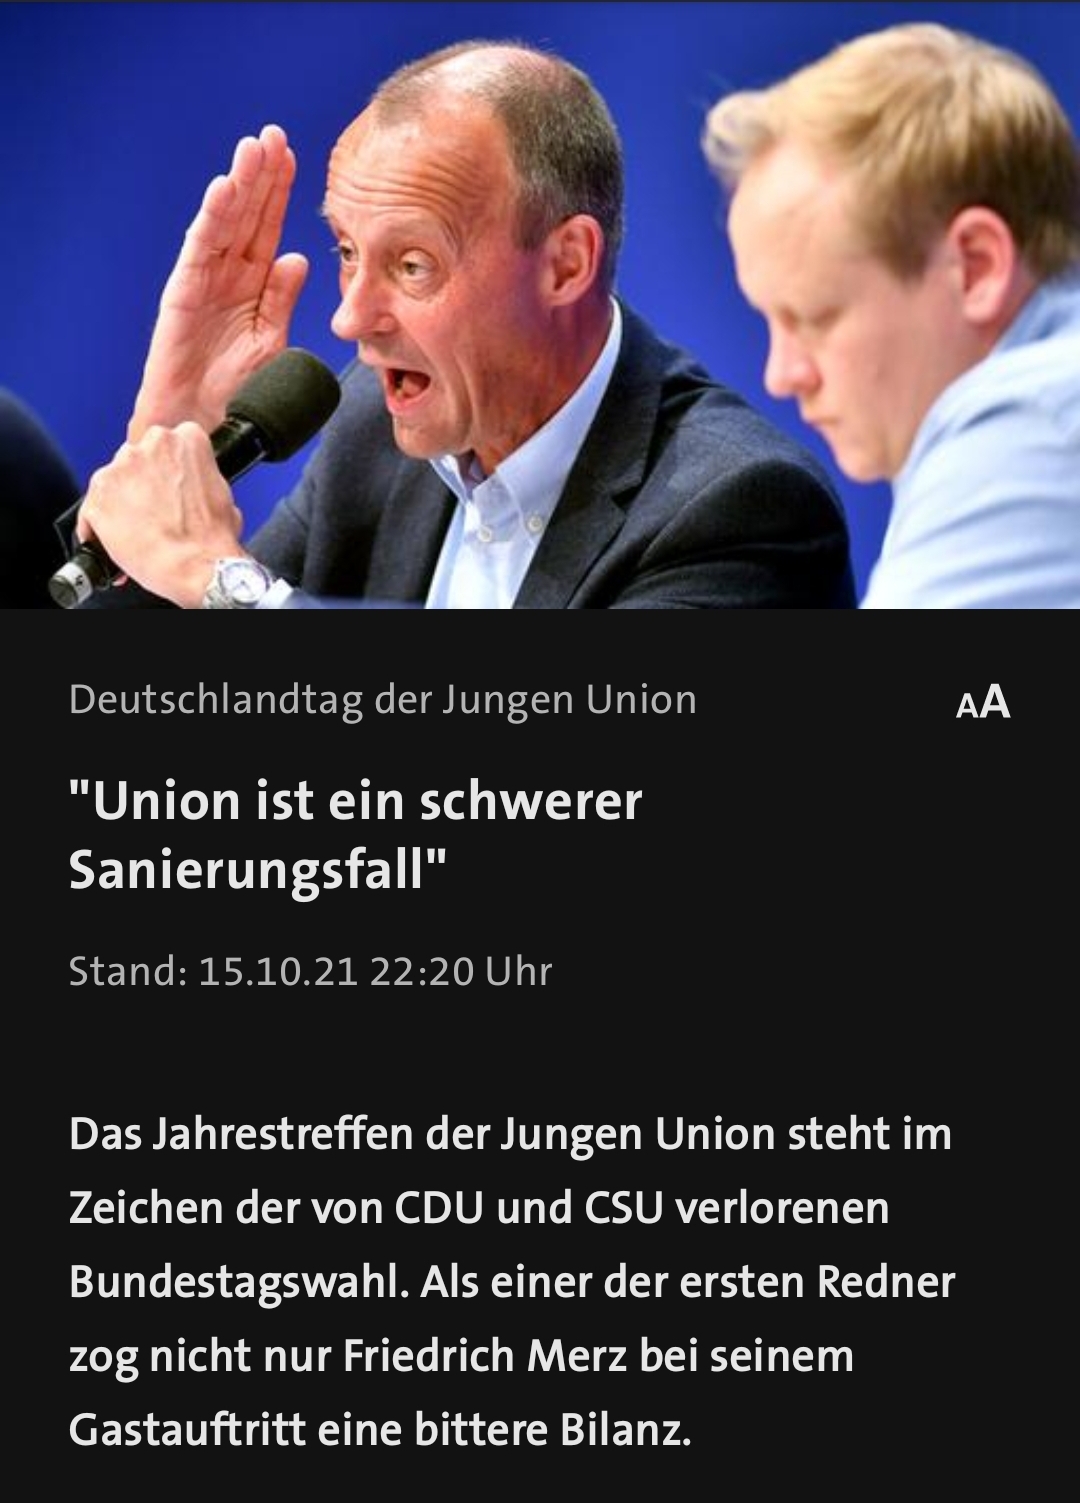 Deutschlandtag der Jungen Union
AA
"Union ist ein schwerer
Sanierungsfall"
Stand: 15.10.21 22:20 Uhr
Das Jahrestreffen der Jungen Union steht im
Zeichen der von CDU und CSU verlorenen
Bundestagswahl. Als einer der ersten Redner
zog nicht nur Friedrich Merz bei seinem
Gastauftritt eine bittere Bilanz.